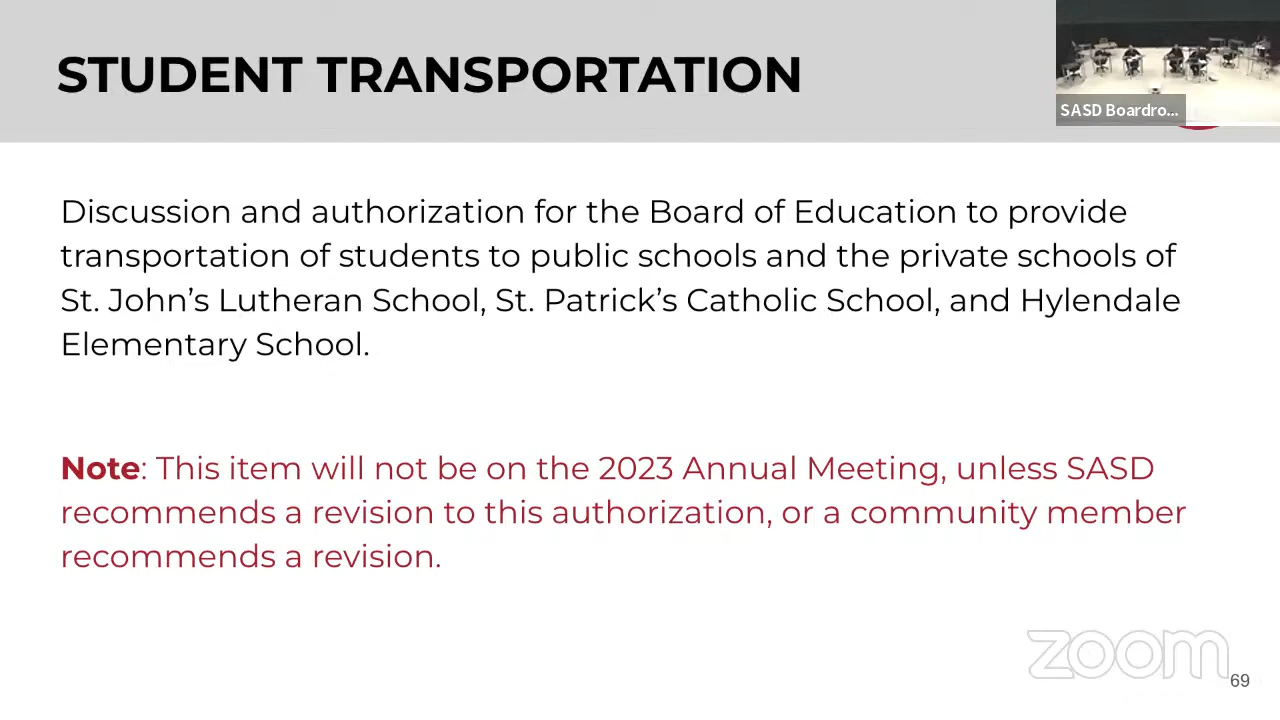 STUDENT TRANSPORTATION
SASD Boardro...
Discussion and authorization for the Board of Education to provide
transportation of students to public schools and the private schools of
St. John’s Lutheran School, St. Patrick’s Catholic School, and Hylendale
Elementary School.
Note: This item will not be on the 2023 Annual Meeting, unless SASD
recommends a revision to this authorization, or a community member
recommends a revision.
zoom
69